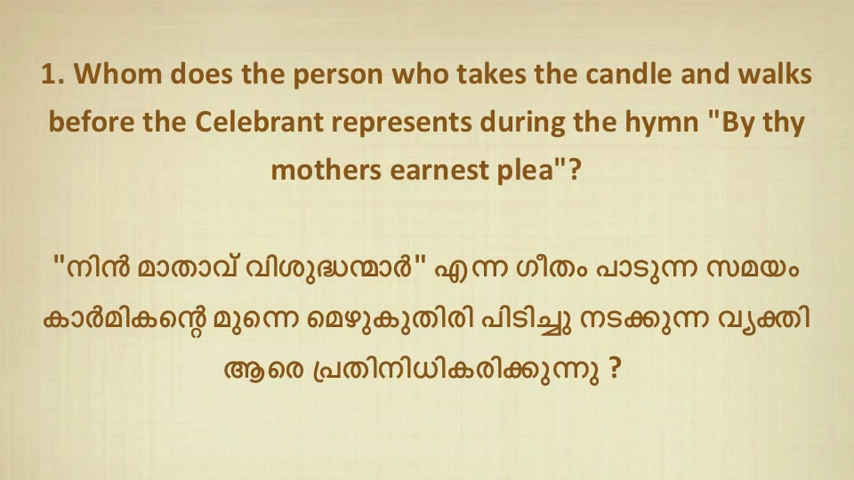 1. Whom does the person who takes the candle and walks
before the Celebrant represents during the hymn "By thy
mothers earnest plea"?
"നിൻ മാതാവ് വിശുദ്ധന്മാർ" എന്ന ഗീതം പാടുന്ന സമയം
കാർമികന്റെ മുന്നെ മെഴുകുതിരി പിടിച്ചു നടക്കുന്ന വ്യക്തി
ആരെ പ്രതിനിധികരിക്കുന്നു ?